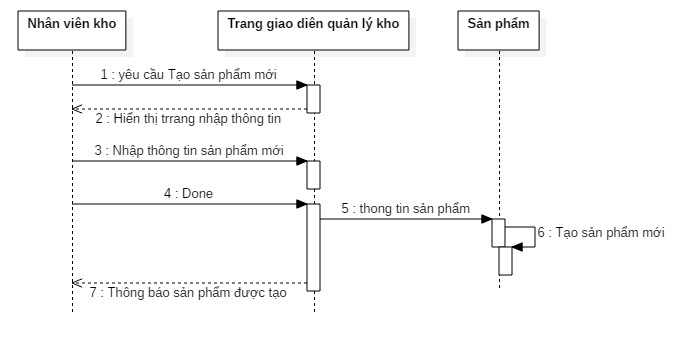 Nhân viên kho
Trang giao diên quản lý kho
Sản phẩm
1 : yêu cầu Tạo sản phẩm mới
2 : Hiển thị trrang nhập thông tin
3 : Nhập thông tin sản phẩm mới
4 : Done
5 : thong tin sản phẩm
6 : Tạo sản phẩm mới
7 : Thông báo sản phẩm được tạo